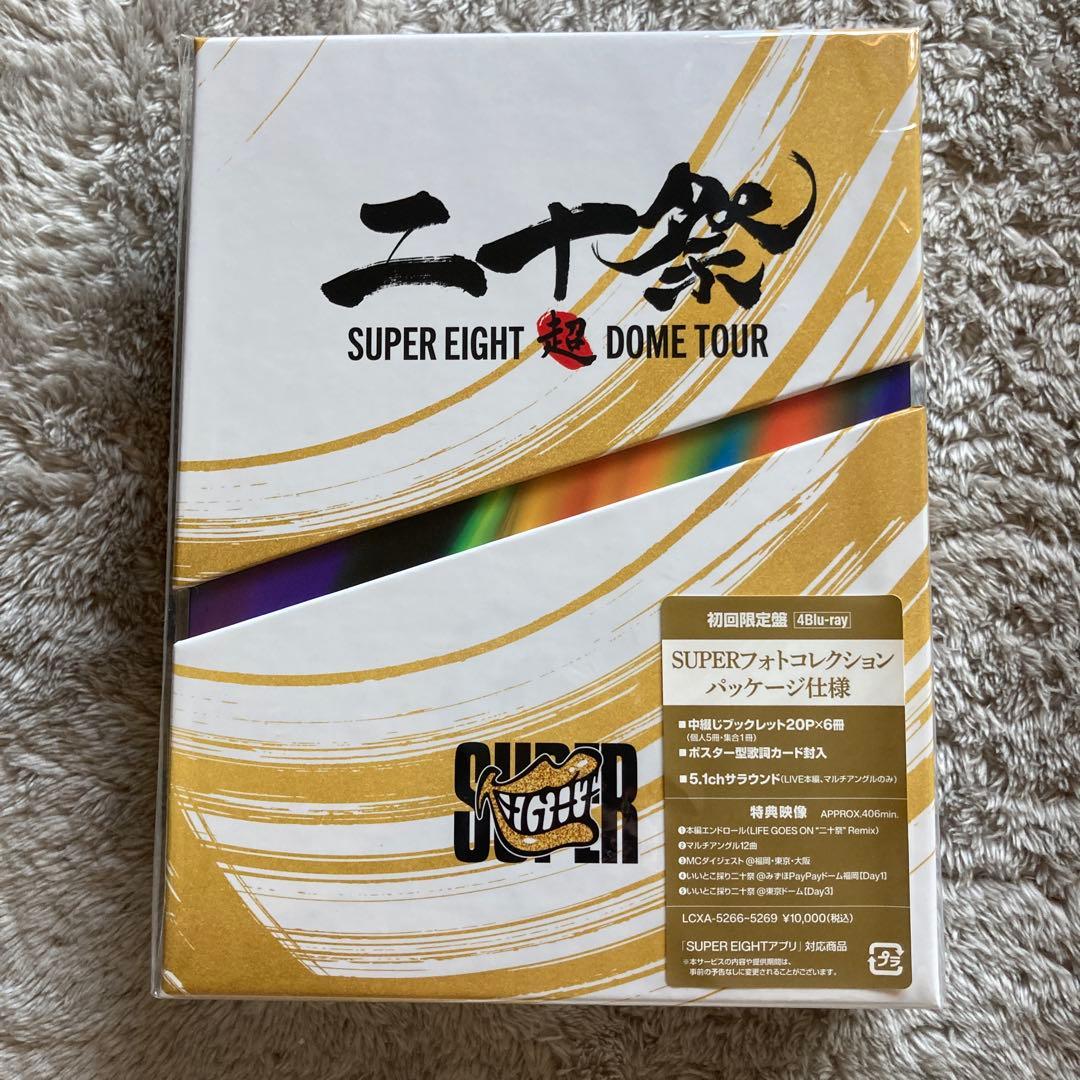 二十祭
SUPER EIGHT 超 DOME TOUR
初回限定盤 4Blu-ray
SUPERフォトコレクション
パッケージ仕様
■中綴じブックレット20P×6冊
(個人5冊・集合1冊)
■ポスター型歌詞カード封入
■5.1chサラウンド(LIVE本編、マルチアングルのみ)
特典映像 APPROX.406min.
①本編エンドロール(LIFE GOES ON “二十祭” Remix)
②マルチアングル12曲
③MCダイジェスト @福岡・東京・大阪
④いいとこ採り二十祭 @みずほPayPayドーム福岡【Day1】
⑤いいとこ採り二十祭 @東京ドーム【Day3】
LCXA-5266~5269 ¥10,000(税込)
「SUPER EIGHTアプリ」対応商品
※本サービスの内容や提供期間は、
事前の予告なしに変更されることがございます。
プラ
SUPER
EIGHT